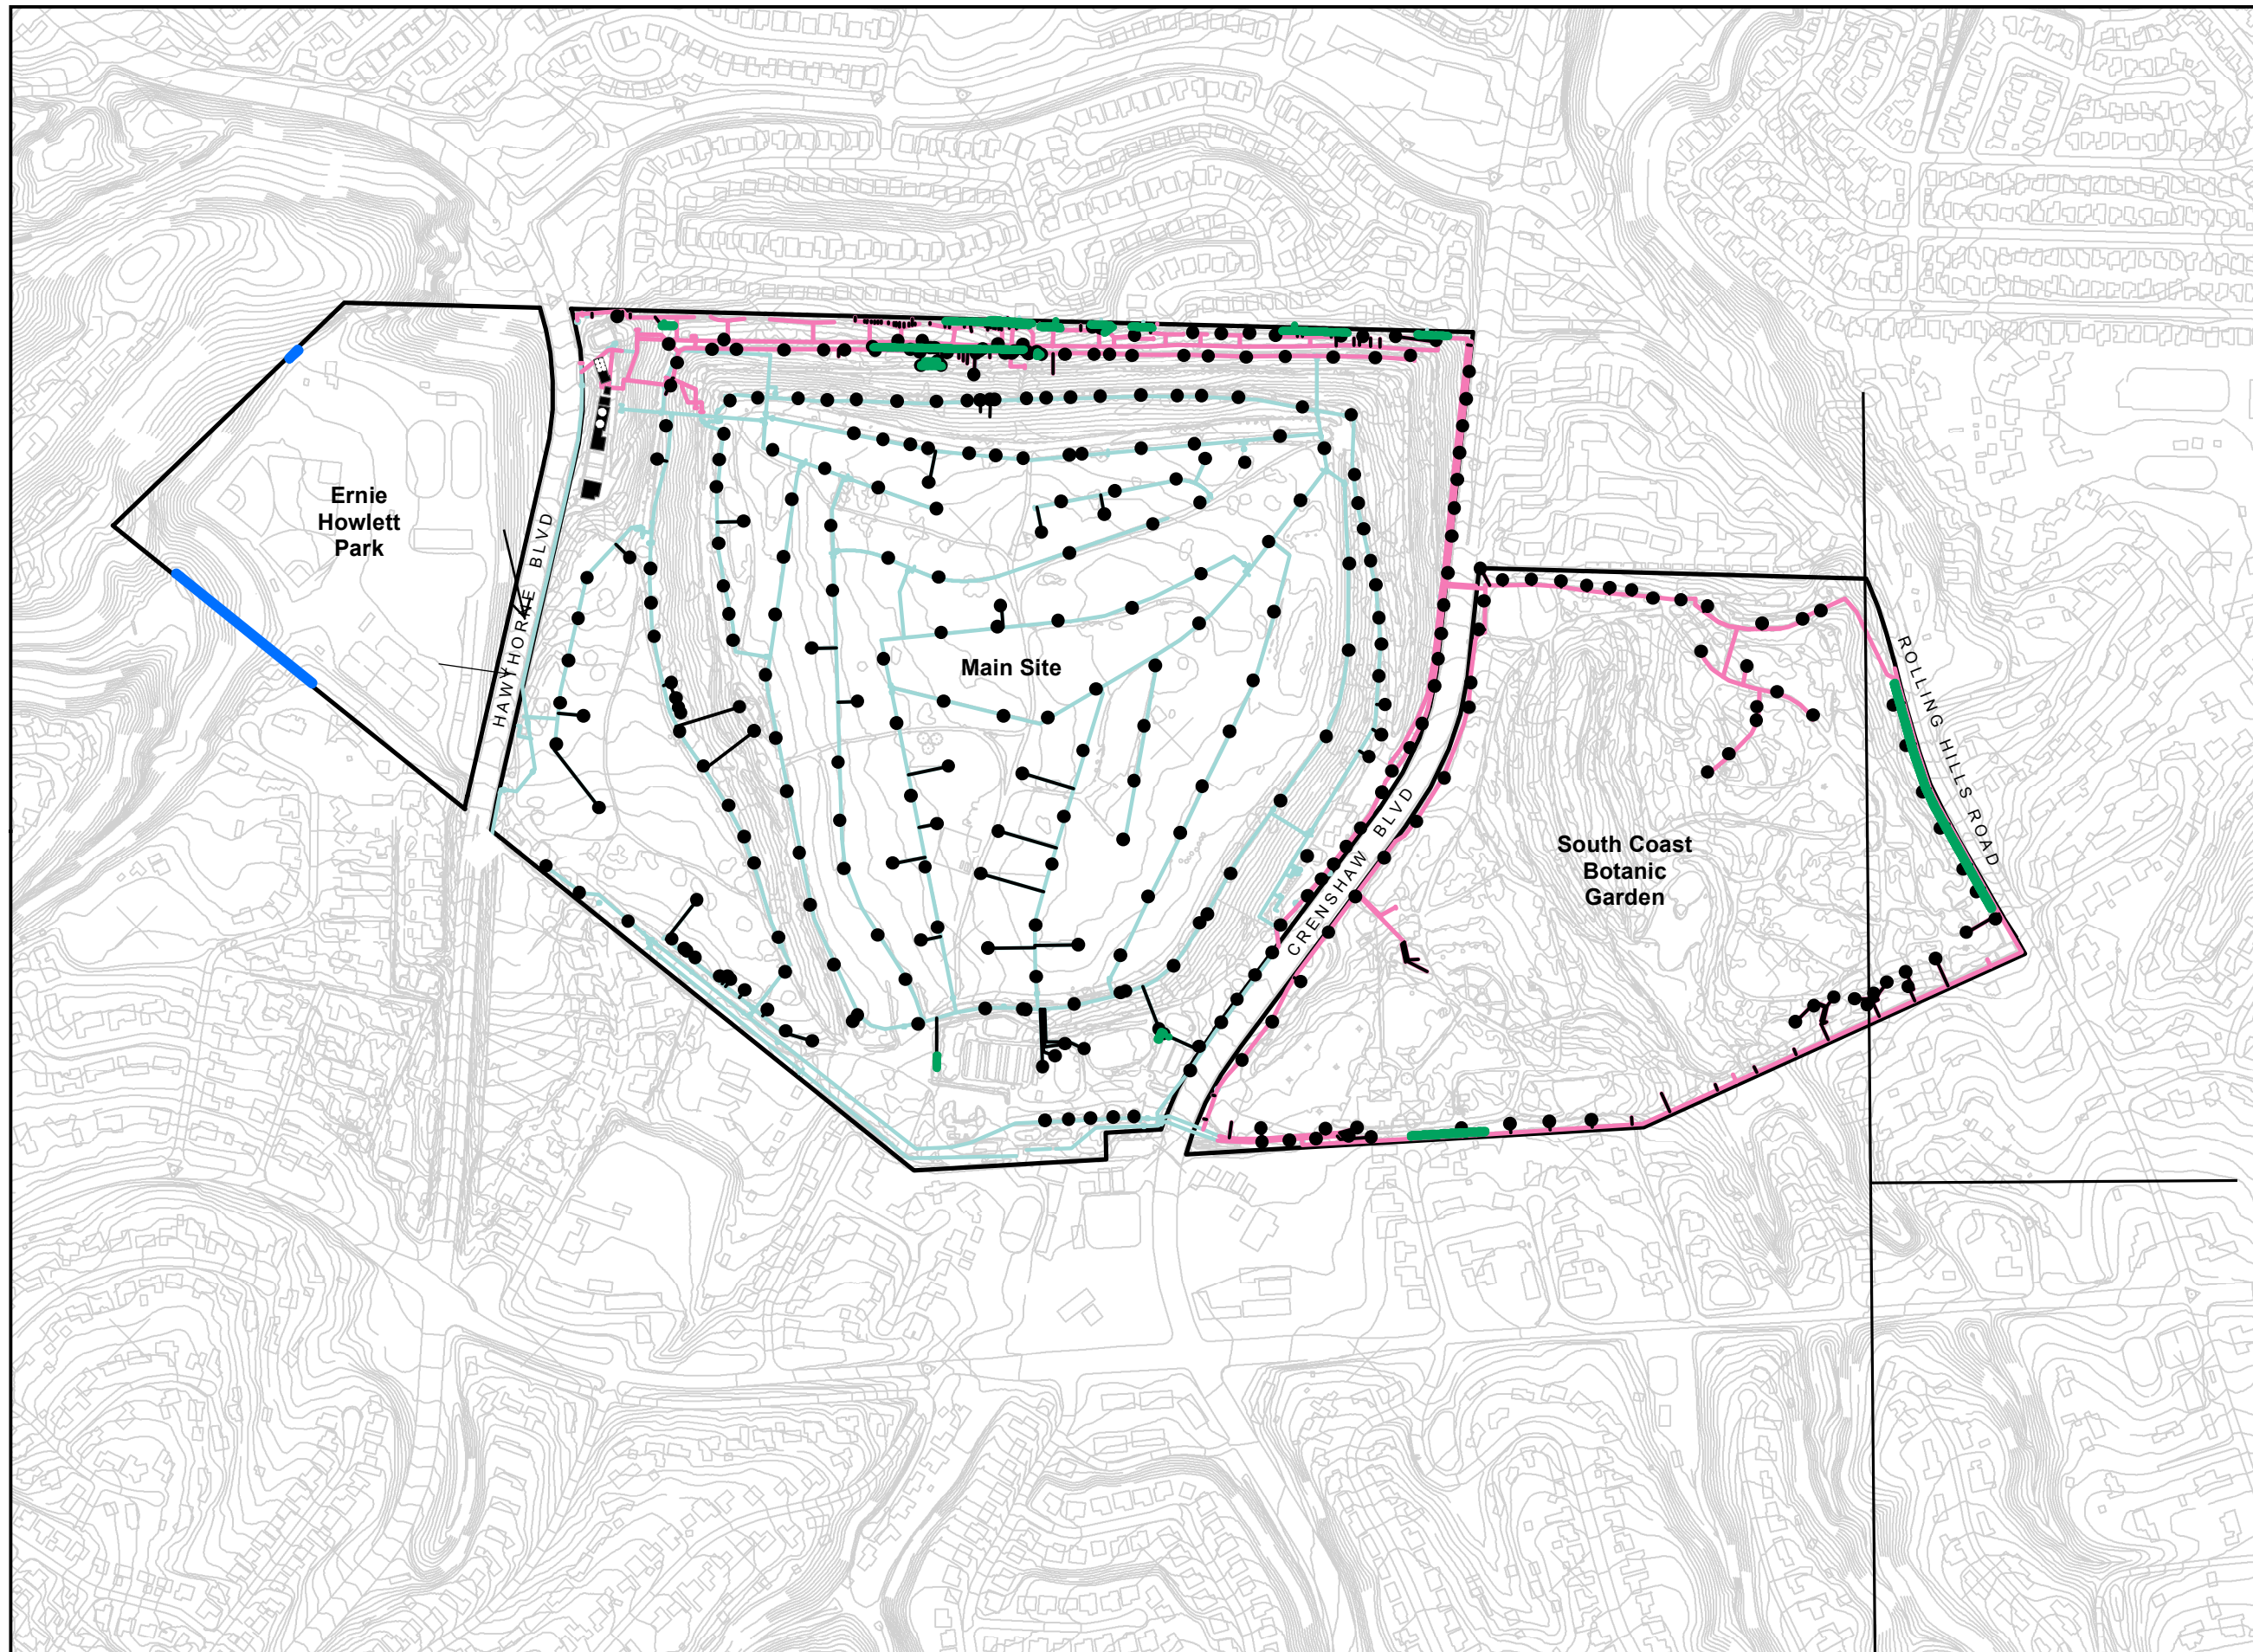 Ernie
Howlett
Park
HAWTHORNE BLVD
Main Site
CRENSHAW BLVD
South Coast
Botanic
Garden
ROLLING HILLS ROAD